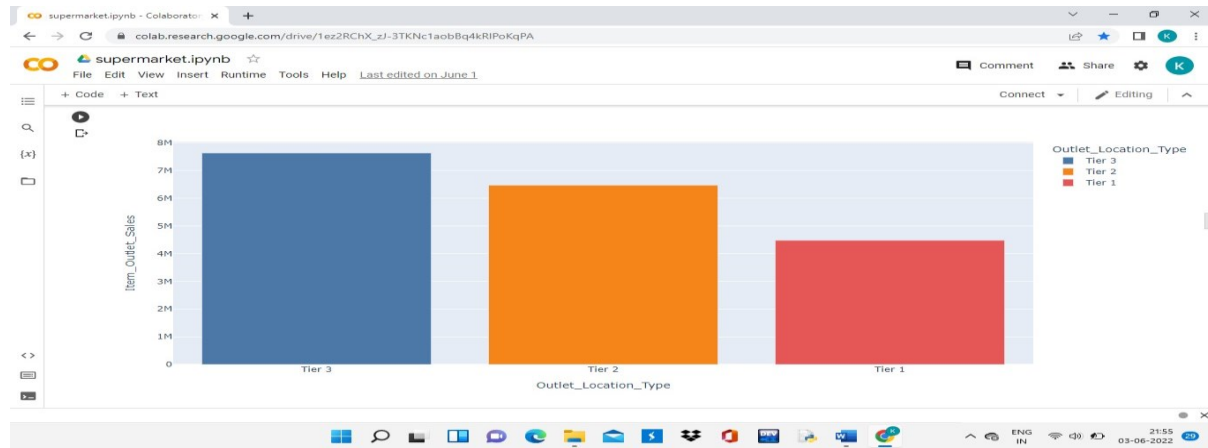 supermarket.ipynb - Colaborator
colab.research.google.com/drive/1ez2RChX_zJ-3TKNc1aobBq4kRIPoKqPA
supermarket.ipynb
File Edit View Insert Runtime Tools Help Last edited on June 1
Comment Share K
+ Code + Text Connect Editing
{x}
8M
7M
6M
5M
4M
3M
2M
1M
0
Item_Outlet_Sales
Tier 3 Tier 2 Tier 1
Outlet_Location_Type
Outlet_Location_Type
Tier 3
Tier 2
Tier 1
ENG
IN
21:55
03-06-2022
29